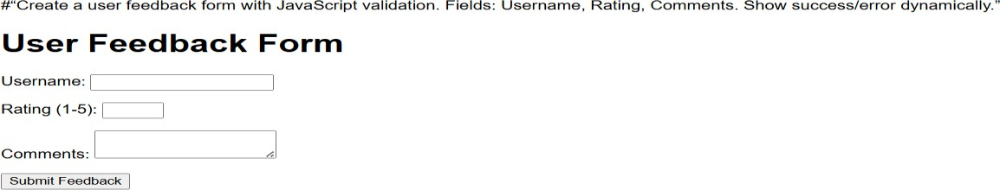 #“Create a user feedback form with JavaScript validation. Fields: Username, Rating, Comments. Show success/error dynamically.”
User Feedback Form
Username:
Rating (1-5):
Comments:
Submit Feedback